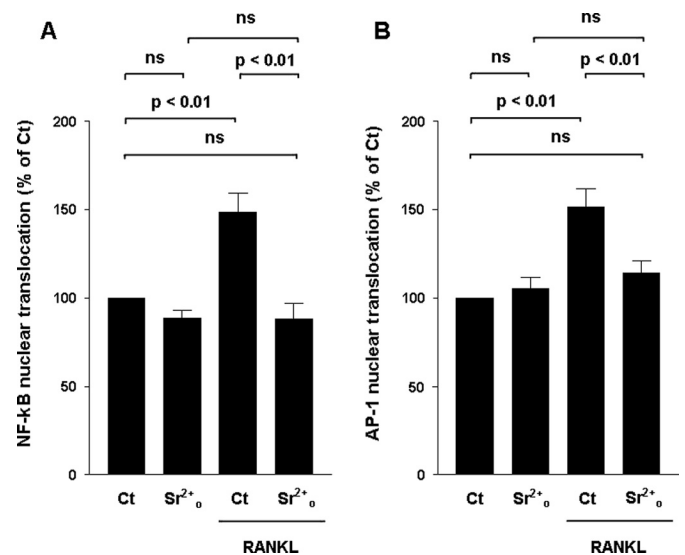 A
ns
ns
p < 0.01
p < 0.01
ns
NF-kB nuclear translocation (% of Ct)
200
150
100
50
0
Ct Sr²⁺ₒ Ct Sr²⁺ₒ
RANKL
B
ns
ns
p < 0.01
p < 0.01
ns
AP-1 nuclear translocation (% of Ct)
200
150
100
50
0
Ct Sr²⁺ₒ Ct Sr²⁺ₒ
RANKL